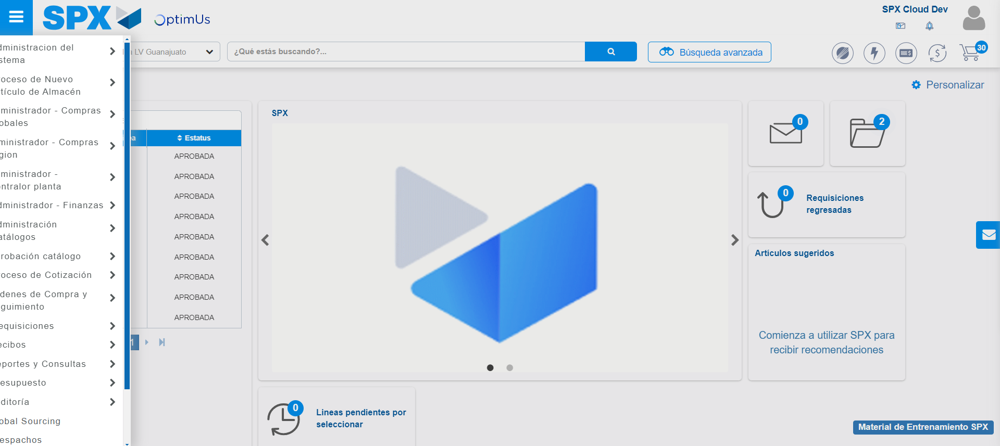 SPX
OptimUs
SPX Cloud Dev
LV Guanajuato
¿Qué estás buscando?...
Búsqueda avanzada
30
Personalizar
dministracion del
stema
roceso de Nuevo
rtículo de Almacén
ministrador - Compras
obales
ministrador - Compras
gion
ministrador -
ontralor planta
dministrador - Finanzas
dministración
atálogos
robación catálogo
roceso de Cotización
denes de Compra y
guimiento
equisiciones
ecibos
eportes y Consultas
esupuesto
ditoría
obal Sourcing
espachos
Estatus
APROBADA
APROBADA
APROBADA
APROBADA
APROBADA
APROBADA
APROBADA
APROBADA
APROBADA
1
SPX
0
2
0
Requisiciones
regresadas
Artículos sugeridos
Comienza a utilizar SPX para
recibir recomendaciones
0
Lineas pendientes por
seleccionar
Material de Entrenamiento SPX